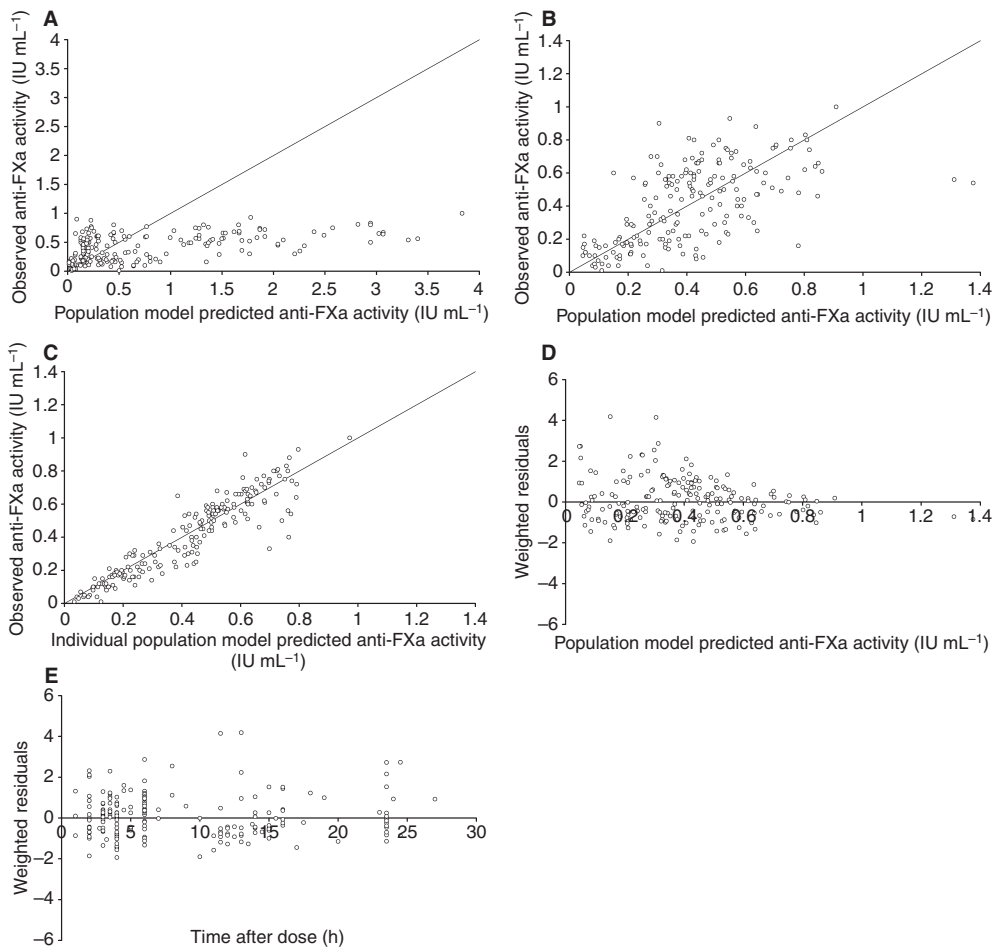 A
Observed anti-FXa activity (IU mL⁻¹)
4
3.5
3
2.5
2
1.5
1
0.5
0
0 0.5 1 1.5 2 2.5 3 3.5 4
Population model predicted anti-FXa activity (IU mL⁻¹)
B
Observed anti-FXa activity (IU mL⁻¹)
1.4
1.2
1
0.8
0.6
0.4
0.2
0
0 0.2 0.4 0.6 0.8 1 1.2 1.4
Population model predicted anti-FXa activity (IU mL⁻¹)
C
Observed anti-FXa activity (IU mL⁻¹)
1.4
1.2
1
0.8
0.6
0.4
0.2
0
0 0.2 0.4 0.6 0.8 1 1.2 1.4
Individual population model predicted anti-FXa activity
(IU mL⁻¹)
D
Weighted residuals
6
4
2
0
−2
−4
−6
0 0.2 0.4 0.6 0.8 1 1.2 1.4
Population model predicted anti-FXa activity (IU mL⁻¹)
E
Weighted residuals
6
4
2
0
−2
−4
−6
0 5 10 15 20 25 30
Time after dose (h)